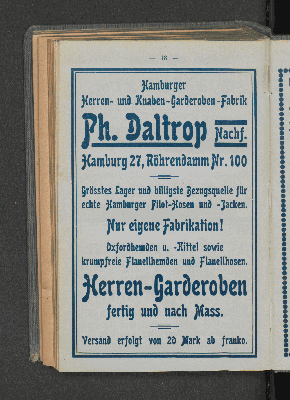 — 18 —
Hamburger
Herren- und Knaben-Garderoben-Fabrik
Ph. Daltrop Nachf.
Hamburg 27, Röhrendamm Nr. 100
Grösstes Lager und billigste Bezugsquelle für
echte Hamburger Pilot-Hosen und -Jacken.
Nur eigene Fabrikation!
Oxfordhemden u. -Kittel sowie
krumpfreie Flanellhemden und Flanellhosen.
Herren-Garderoben
fertig und nach Mass.
Versand erfolgt von 20 Mark ab franko.